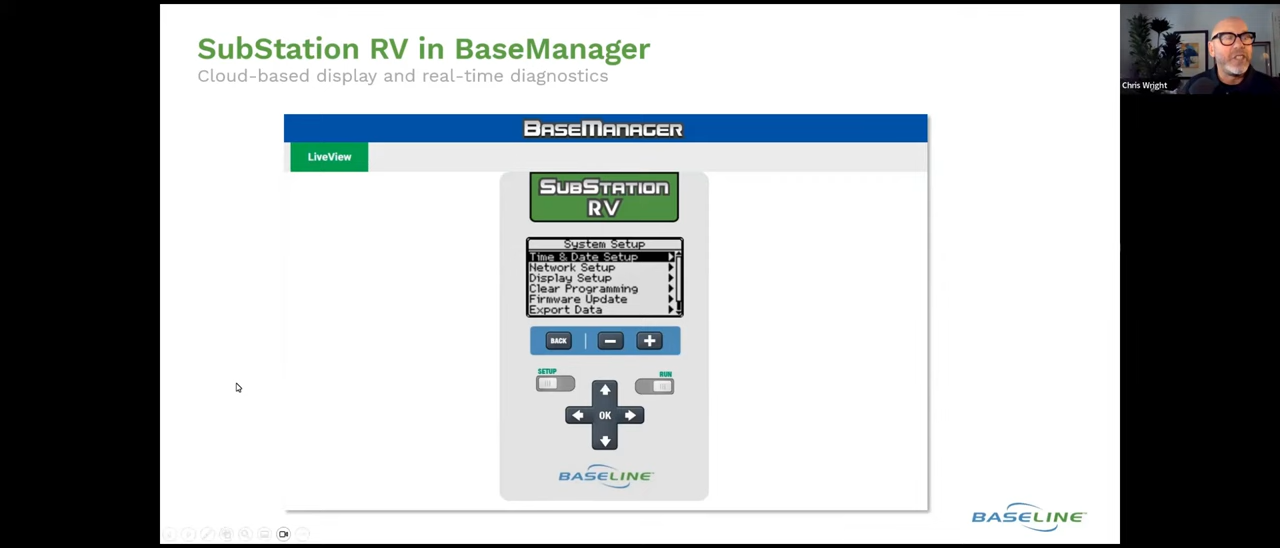 SubStation RV in BaseManager
Cloud-based display and real-time diagnostics
Chris Wright
BASEMANAGER
LiveView
SUBSTATION
RV
System Setup
Time & Date Setup
Network Setup
Display Setup
Clear Programming
Firmware Update
Export Data
BACK
SETUP
RUN
OK
BASELINE
BASELINE